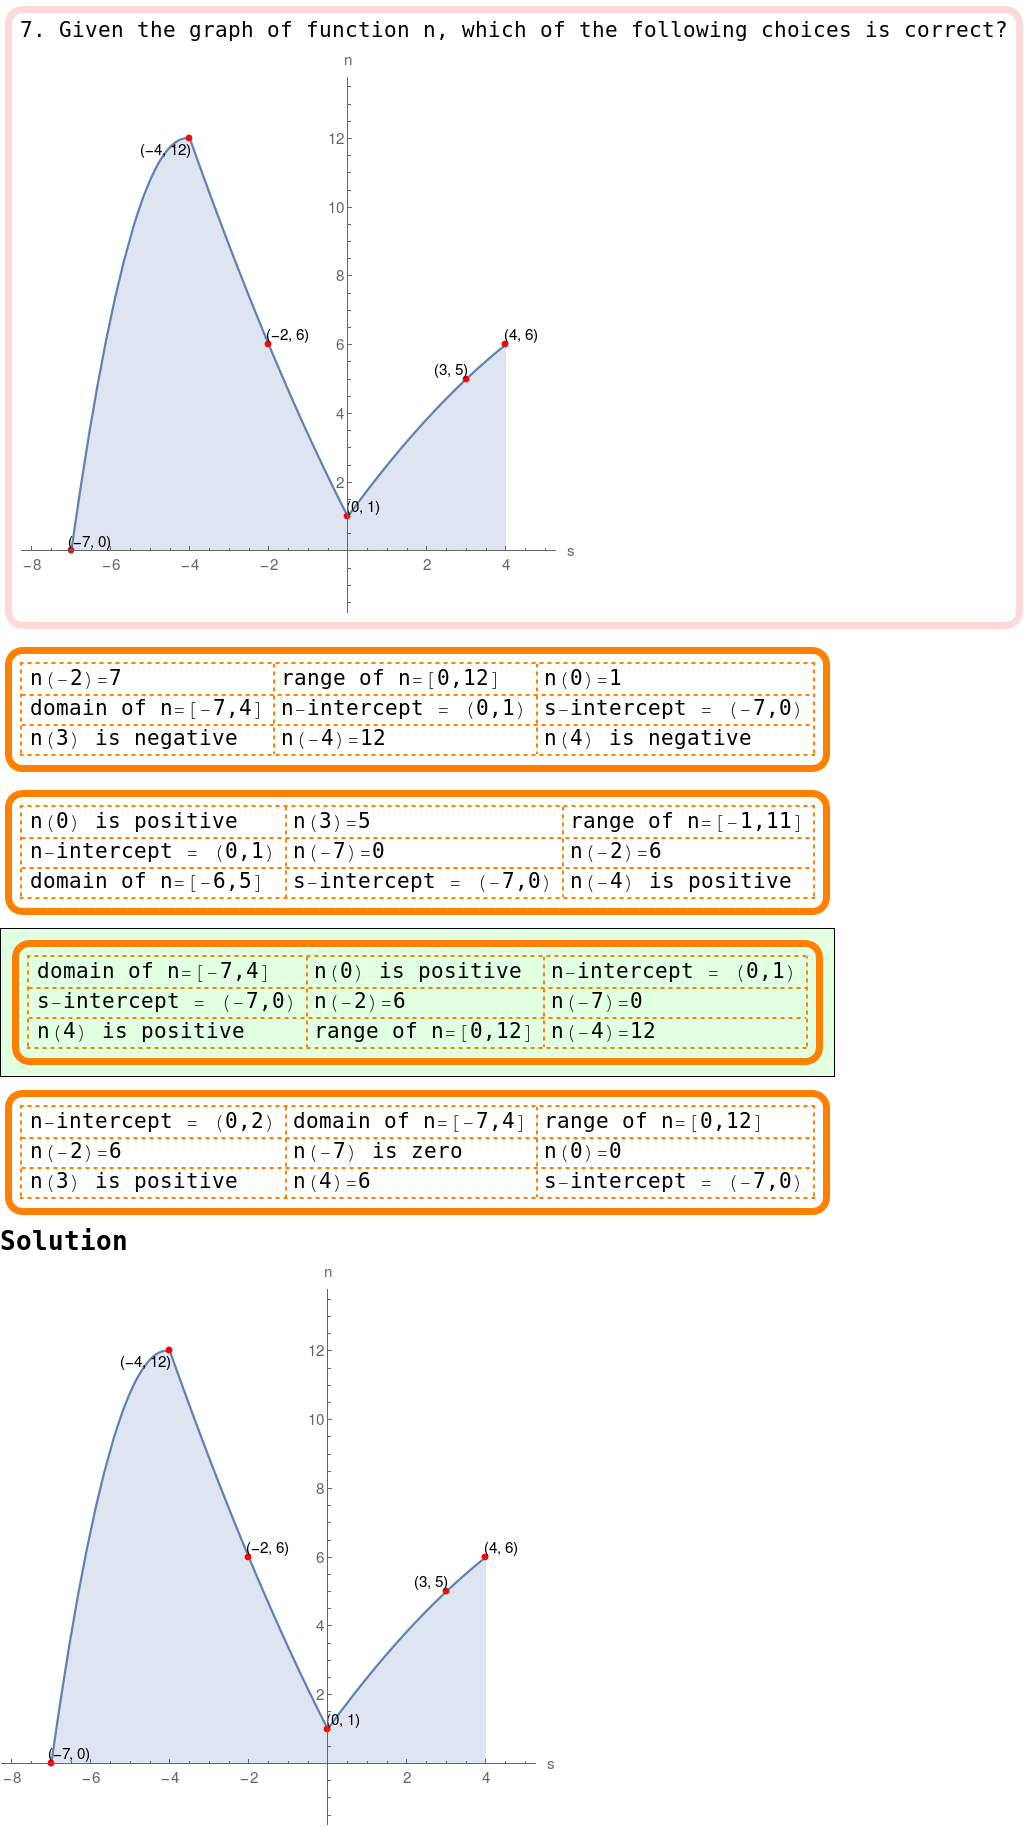 7. Given the graph of function n, which of the following choices is correct?
n
12
(−4, 12)
10
8
(−2, 6) 6 (4, 6)
(3, 5)
4
2
(0, 1)
(−7, 0)
s
−8 −6 −4 −2 2 4
n(-2)=7 range of n=[0,12] n(0)=1
domain of n=[-7,4] n-intercept = (0,1) s-intercept = (-7,0)
n(3) is negative n(-4)=12 n(4) is negative
n(0) is positive n(3)=5 range of n=[-1,11]
n-intercept = (0,1) n(-7)=0 n(-2)=6
domain of n=[-6,5] s-intercept = (-7,0) n(-4) is positive
domain of n=[-7,4] n(0) is positive n-intercept = (0,1)
s-intercept = (-7,0) n(-2)=6 n(-7)=0
n(4) is positive range of n=[0,12] n(-4)=12
n-intercept = (0,2) domain of n=[-7,4] range of n=[0,12]
n(-2)=6 n(-7) is zero n(0)=0
n(3) is positive n(4)=6 s-intercept = (-7,0)
Solution
n
12
(−4, 12)
10
8
(−2, 6) 6 (4, 6)
(3, 5)
4
2
(0, 1)
(−7, 0)
s
−8 −6 −4 −2 2 4